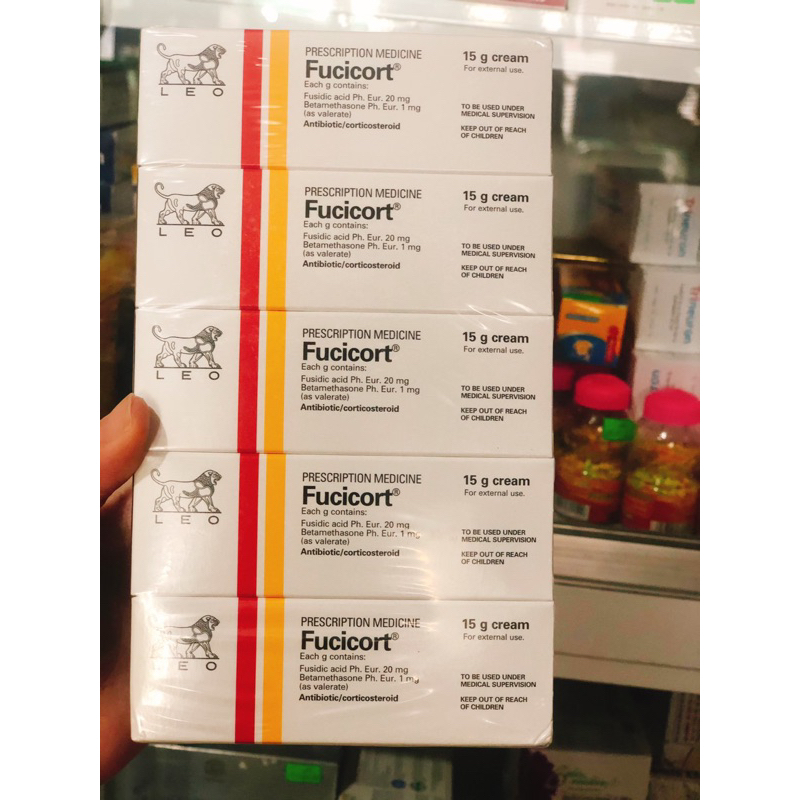 LEO
PRESCRIPTION MEDICINE
Fucicort®
Each g contains:
Fusidic acid Ph. Eur. 20 mg
Betamethasone Ph. Eur. 1 mg
(as valerate)
Antibiotic/corticosteroid
15 g cream
For external use.
TO BE USED UNDER
MEDICAL SUPERVISION
KEEP OUT OF REACH
OF CHILDREN
LEO
PRESCRIPTION MEDICINE
Fucicort®
Each g contains:
Fusidic acid Ph. Eur. 20 mg
Betamethasone Ph. Eur. 1 mg
(as valerate)
Antibiotic/corticosteroid
15 g cream
For external use.
TO BE USED UNDER
MEDICAL SUPERVISION
KEEP OUT OF REACH
OF CHILDREN
LEO
PRESCRIPTION MEDICINE
Fucicort®
Each g contains:
Fusidic acid Ph. Eur. 20 mg
Betamethasone Ph. Eur. 1 mg
(as valerate)
Antibiotic/corticosteroid
15 g cream
For external use.
TO BE USED UNDER
MEDICAL SUPERVISION
KEEP OUT OF REACH
OF CHILDREN
LEO
PRESCRIPTION MEDICINE
Fucicort®
Each g contains:
Fusidic acid Ph. Eur. 20 mg
Betamethasone Ph. Eur. 1 mg
(as valerate)
Antibiotic/corticosteroid
15 g cream
For external use.
TO BE USED UNDER
MEDICAL SUPERVISION
KEEP OUT OF REACH
OF CHILDREN
LEO
PRESCRIPTION MEDICINE
Fucicort®
Each g contains:
Fusidic acid Ph. Eur. 20 mg
Betamethasone Ph. Eur. 1 mg
(as valerate)
Antibiotic/corticosteroid
15 g cream
For external use.
TO BE USED UNDER
MEDICAL SUPERVISION
KEEP OUT OF REACH
OF CHILDREN